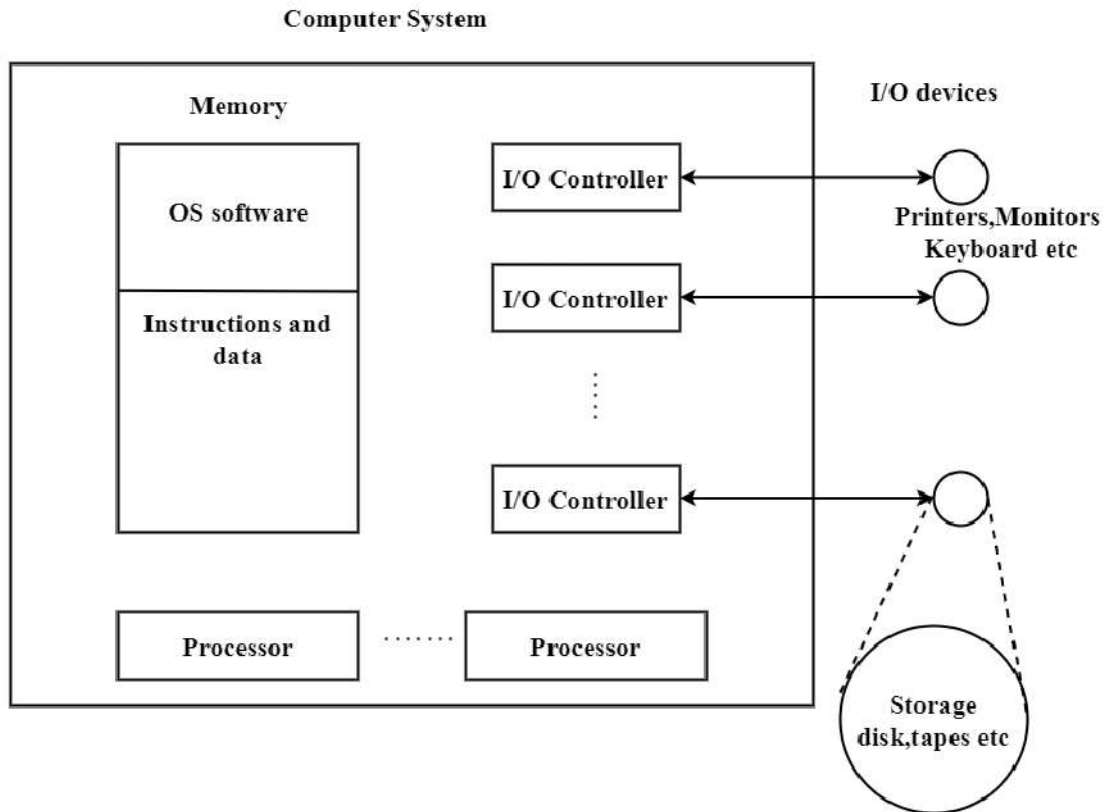 Computer System
Memory
I/O devices
OS software
I/O Controller
Printers,Monitors
Keyboard etc
I/O Controller
Instructions and
data
I/O Controller
Processor
.......
Processor
Storage
disk,tapes etc